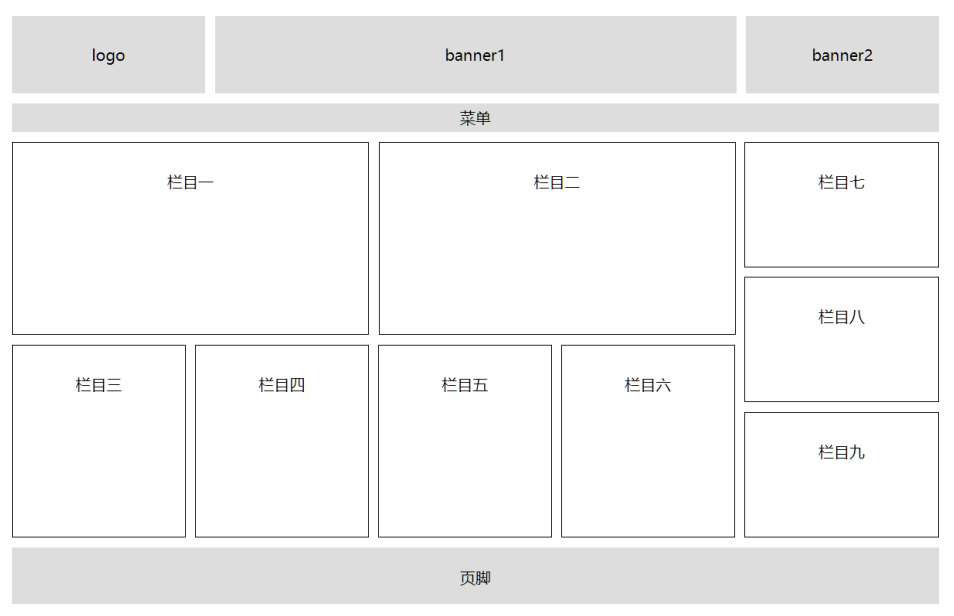 logo
banner1
banner2
菜单
栏目一
栏目二
栏目七
栏目八
栏目三
栏目四
栏目五
栏目六
栏目九
页脚